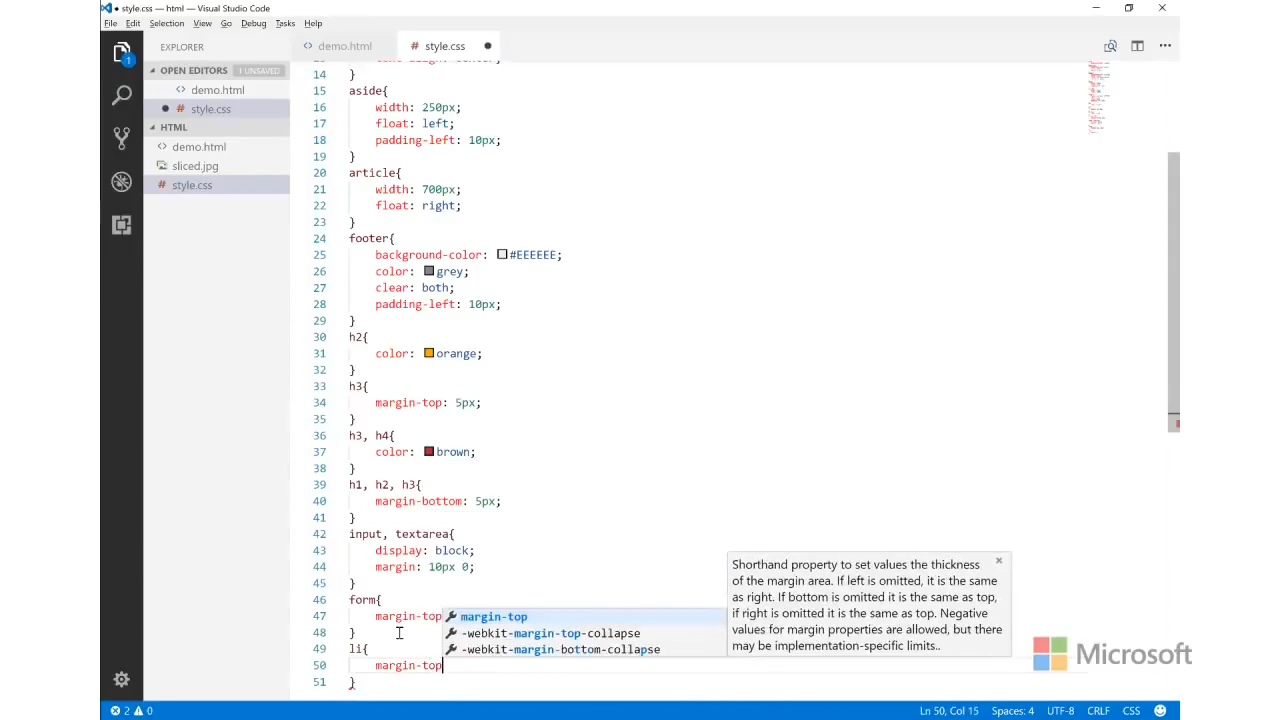 style.css — html — Visual Studio Code
File Edit Selection View Go Debug Tasks Help
EXPLORER
demo.html
style.css
OPEN EDITORS 1 UNSAVED
demo.html
style.css
HTML
demo.html
sliced.jpg
style.css
1
14 }
15 aside{
16 width: 250px;
17 float: left;
18 padding-left: 10px;
19 }
20 article{
21 width: 700px;
22 float: right;
23 }
24 footer{
25 background-color: #EEEEEE;
26 color: grey;
27 clear: both;
28 padding-left: 10px;
29 }
30 h2{
31 color: orange;
32 }
33 h3{
34 margin-top: 5px;
35 }
36 h3, h4{
37 color: brown;
38 }
39 h1, h2, h3{
40 margin-bottom: 5px;
41 }
42 input, textarea{
43 display: block;
44 margin: 10px 0;
45 }
46 form{
47 margin-top
48 }
49 li{
50 margin-top
51 }
margin-top
-webkit-margin-top-collapse
-webkit-margin-bottom-collapse
Shorthand property to set values the thickness
of the margin area. If left is omitted, it is the same
as right. If bottom is omitted it is the same as top,
if right is omitted it is the same as top. Negative
values for margin properties are allowed, but there
may be implementation-specific limits..
Microsoft
2 0
Ln 50, Col 15 Spaces: 4 UTF-8 CRLF CSS